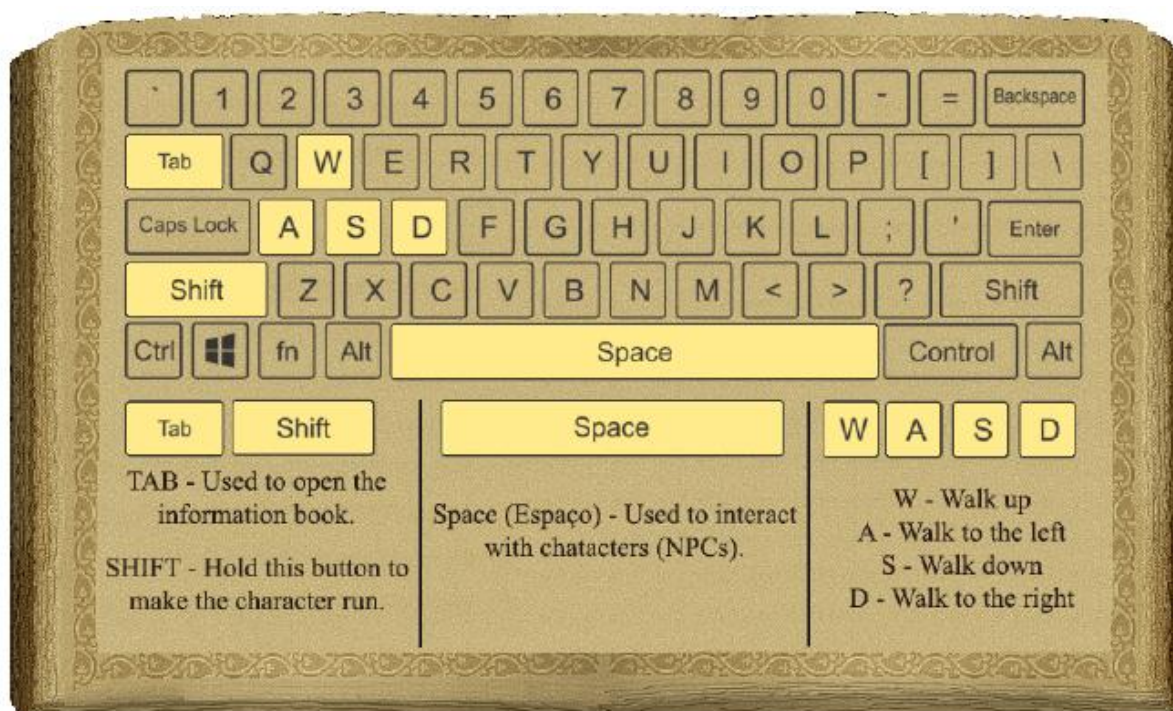 ` 1 2 3 4 5 6 7 8 9 0 - = Backspace
Tab Q W E R T Y U I O P [ ] \
Caps Lock A S D F G H J K L ; ' Enter
Shift Z X C V B N M < > ? Shift
Ctrl fn Alt Space Control Alt
Tab Shift
TAB - Used to open the
information book.
SHIFT - Hold this button to
make the character run.
Space
Space (Espaço) - Used to interact
with chatacters (NPCs).
W A S D
W - Walk up
A - Walk to the left
S - Walk down
D - Walk to the right